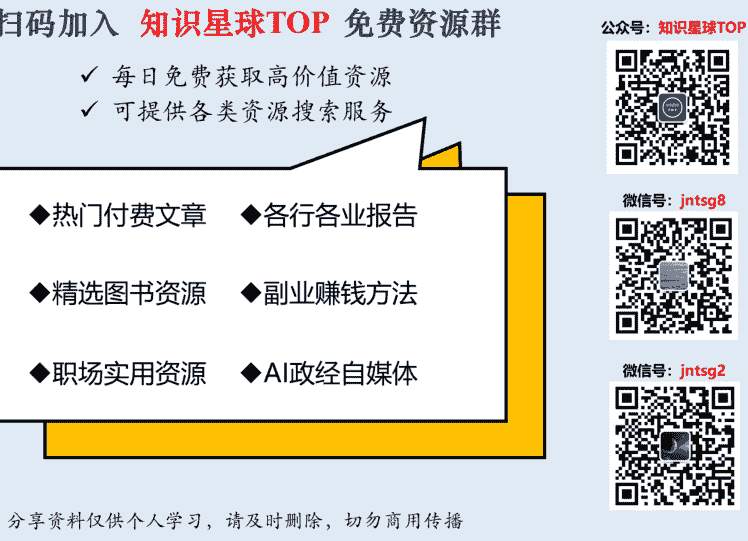 扫码加入 知识星球TOP 免费资源群
✓ 每日免费获取高价值资源
✓ 可提供各类资源搜索服务
◆热门付费文章 ◆各行各业报告
◆精选图书资源 ◆副业赚钱方法
◆职场实用资源 ◆AI政经自媒体
分享资料仅供个人学习，请及时删除，切勿商用传播
公众号：知识星球TOP
微信号：jntsg8
微信号：jntsg2